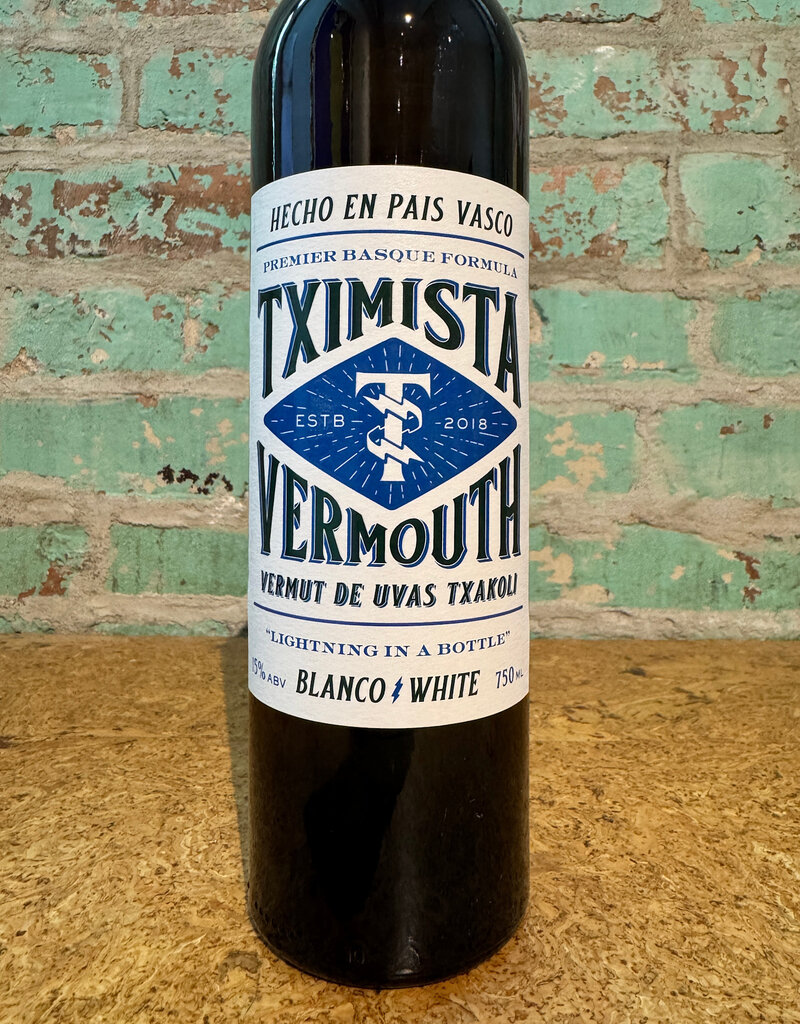 HECHO EN PAIS VASCO
PREMIER BASQUE FORMULA
TXIMISTA
ESTB T 2018
VERMOUTH
VERMUT DE UVAS TXAKOLI
"LIGHTNING IN A BOTTLE"
15% ABV BLANCO WHITE 750 ML